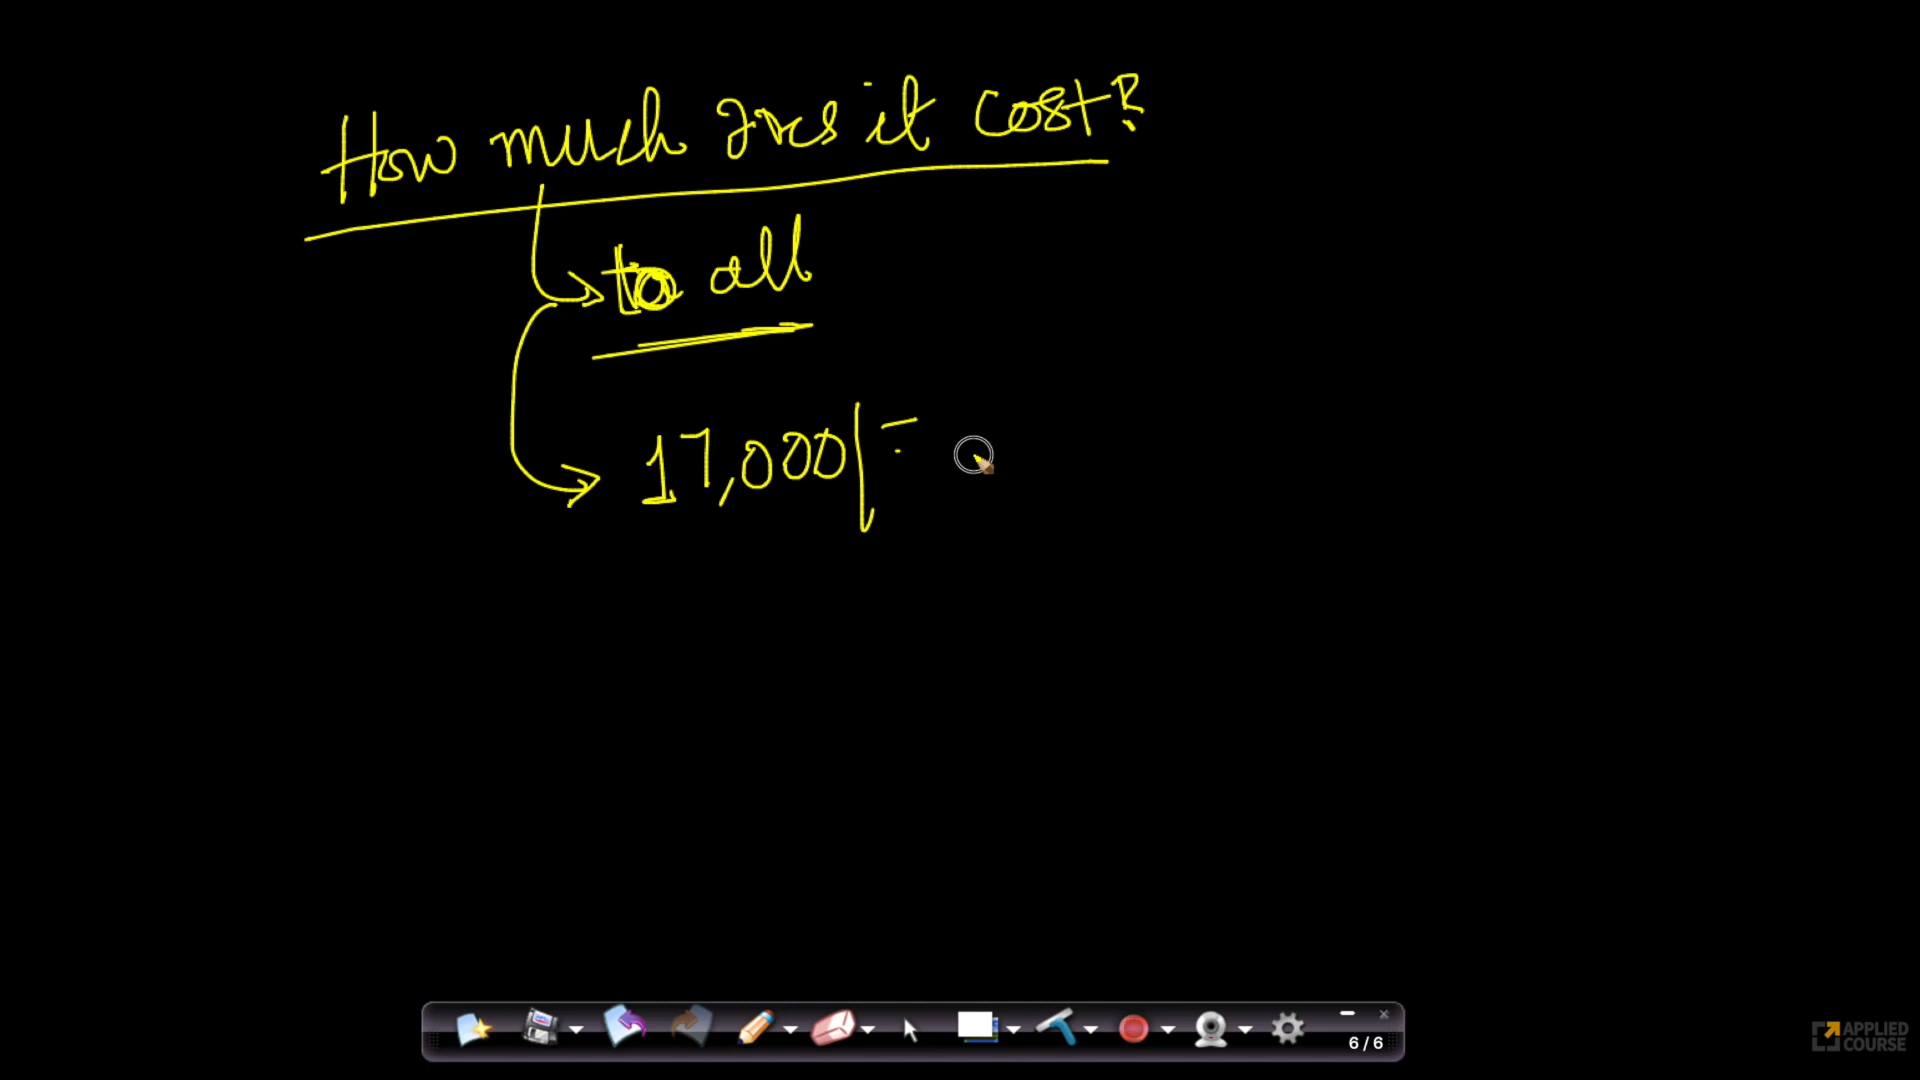 How much does it cost?
to all
17,000/-
6 / 6
APPLIED
COURSE